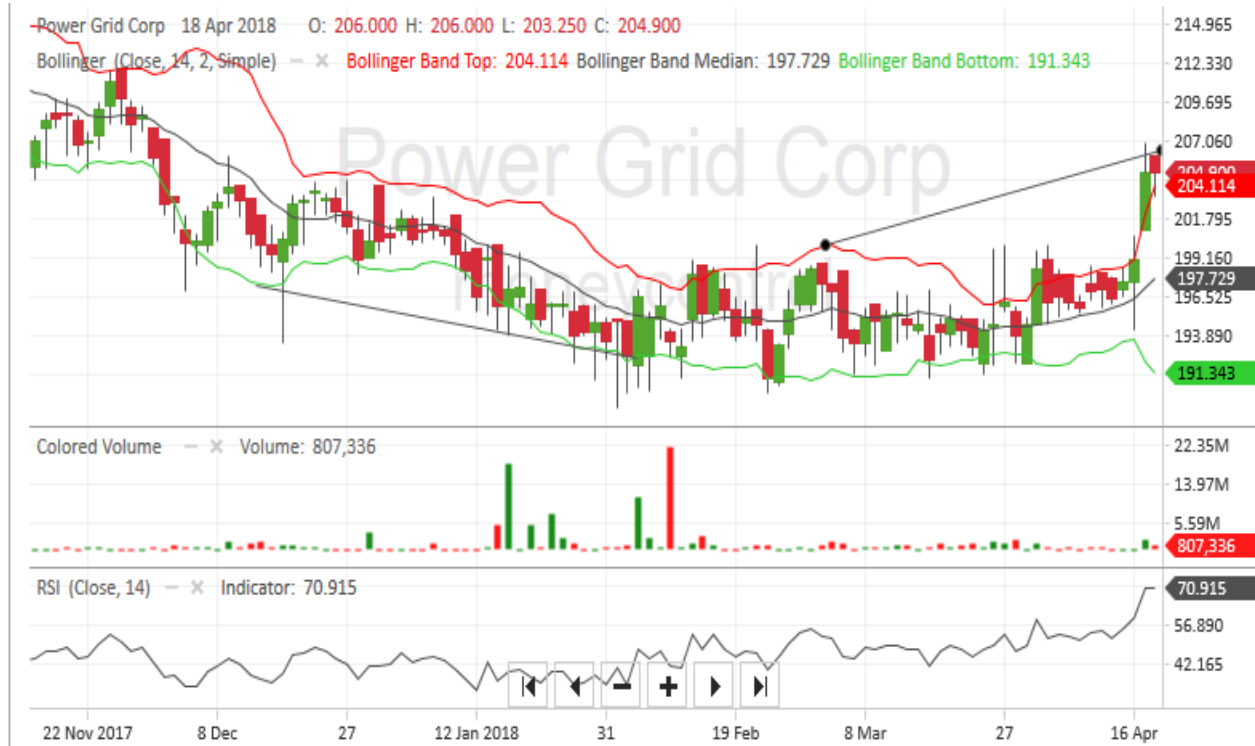 Power Grid Corp 18 Apr 2018 O: 206.000 H: 206.000 L: 203.250 C: 204.900
Bollinger (Close, 14, 2, Simple) Bollinger Band Top: 204.114 Bollinger Band Median: 197.729 Bollinger Band Bottom: 191.343
Power Grid Corp
moneycontrol
214.965
212.330
209.695
207.060
204.900
204.114
201.795
199.160
197.729
196.525
193.890
191.343
Colored Volume Volume: 807,336
22.35M
13.97M
5.59M
807,336
RSI (Close, 14) Indicator: 70.915
70.915
56.890
42.165
22 Nov 2017 8 Dec 27 12 Jan 2018 31 19 Feb 8 Mar 27 16 Apr